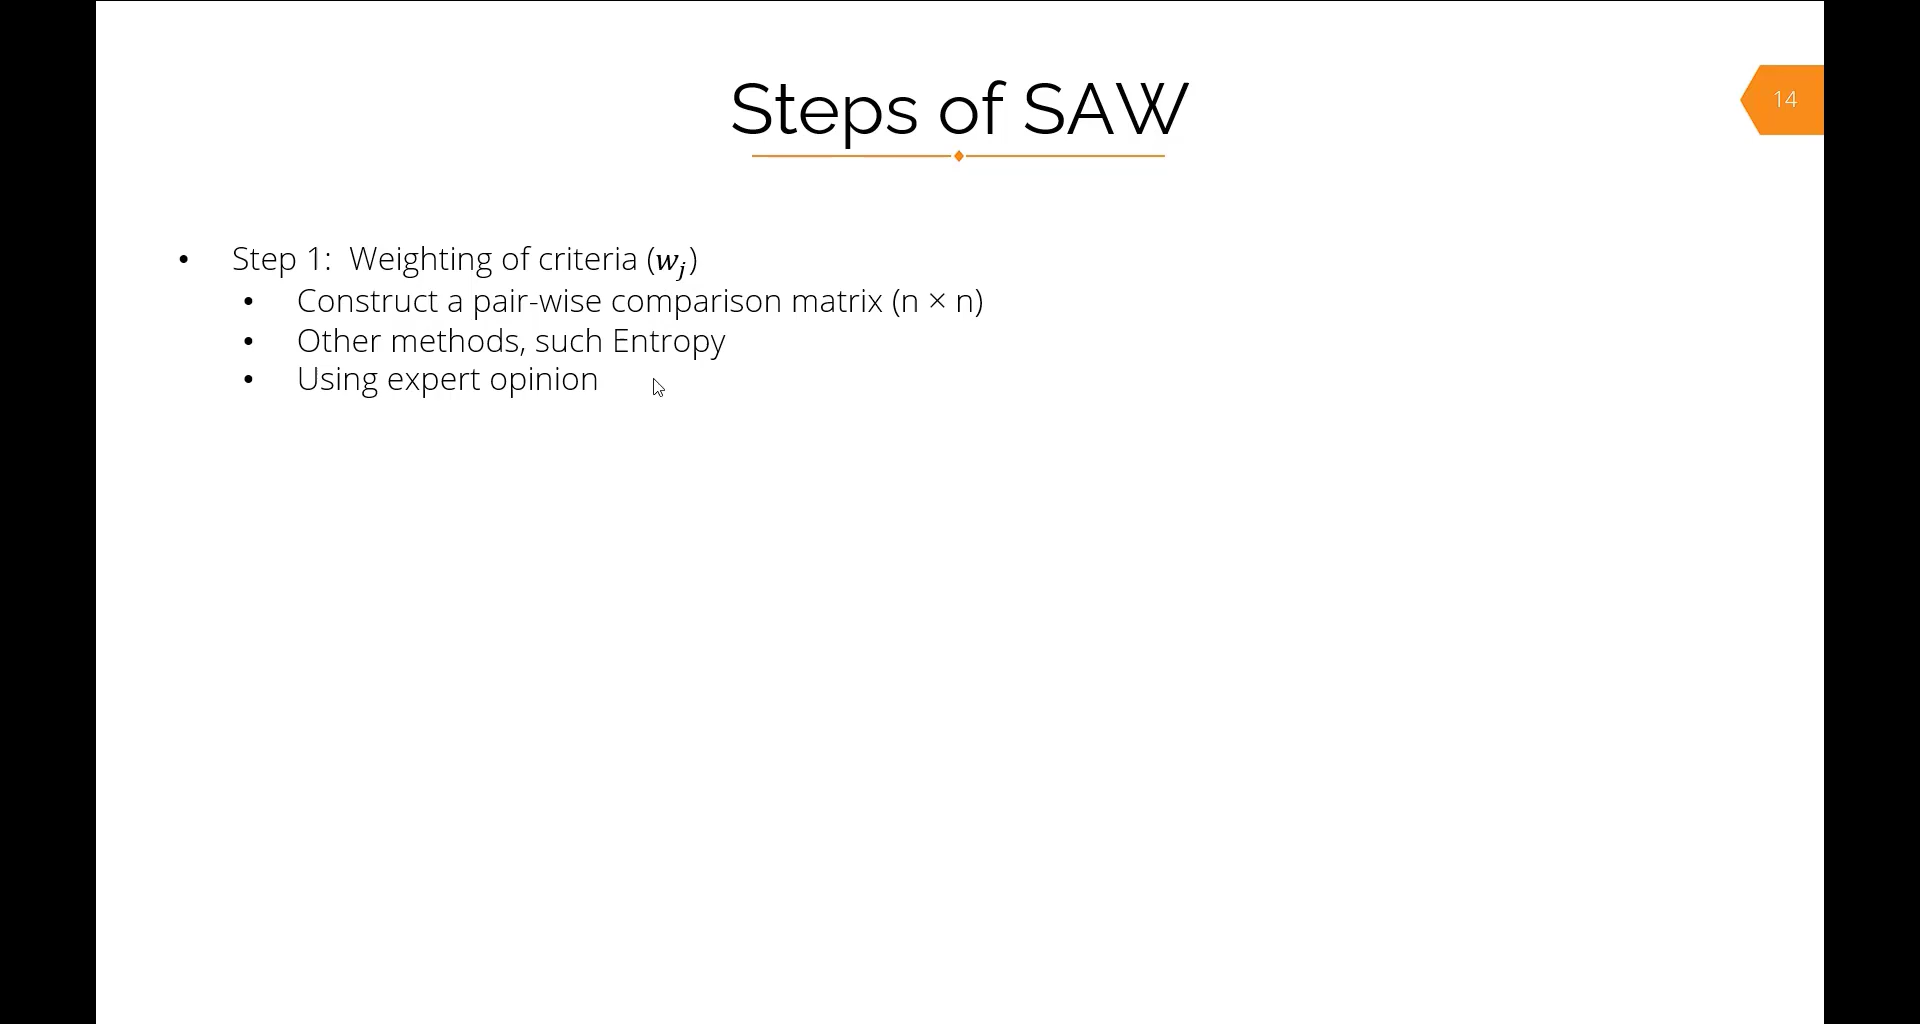 Steps of SAW
14
• Step 1: Weighting of criteria (w_j)
• Construct a pair-wise comparison matrix (n × n)
• Other methods, such Entropy
• Using expert opinion